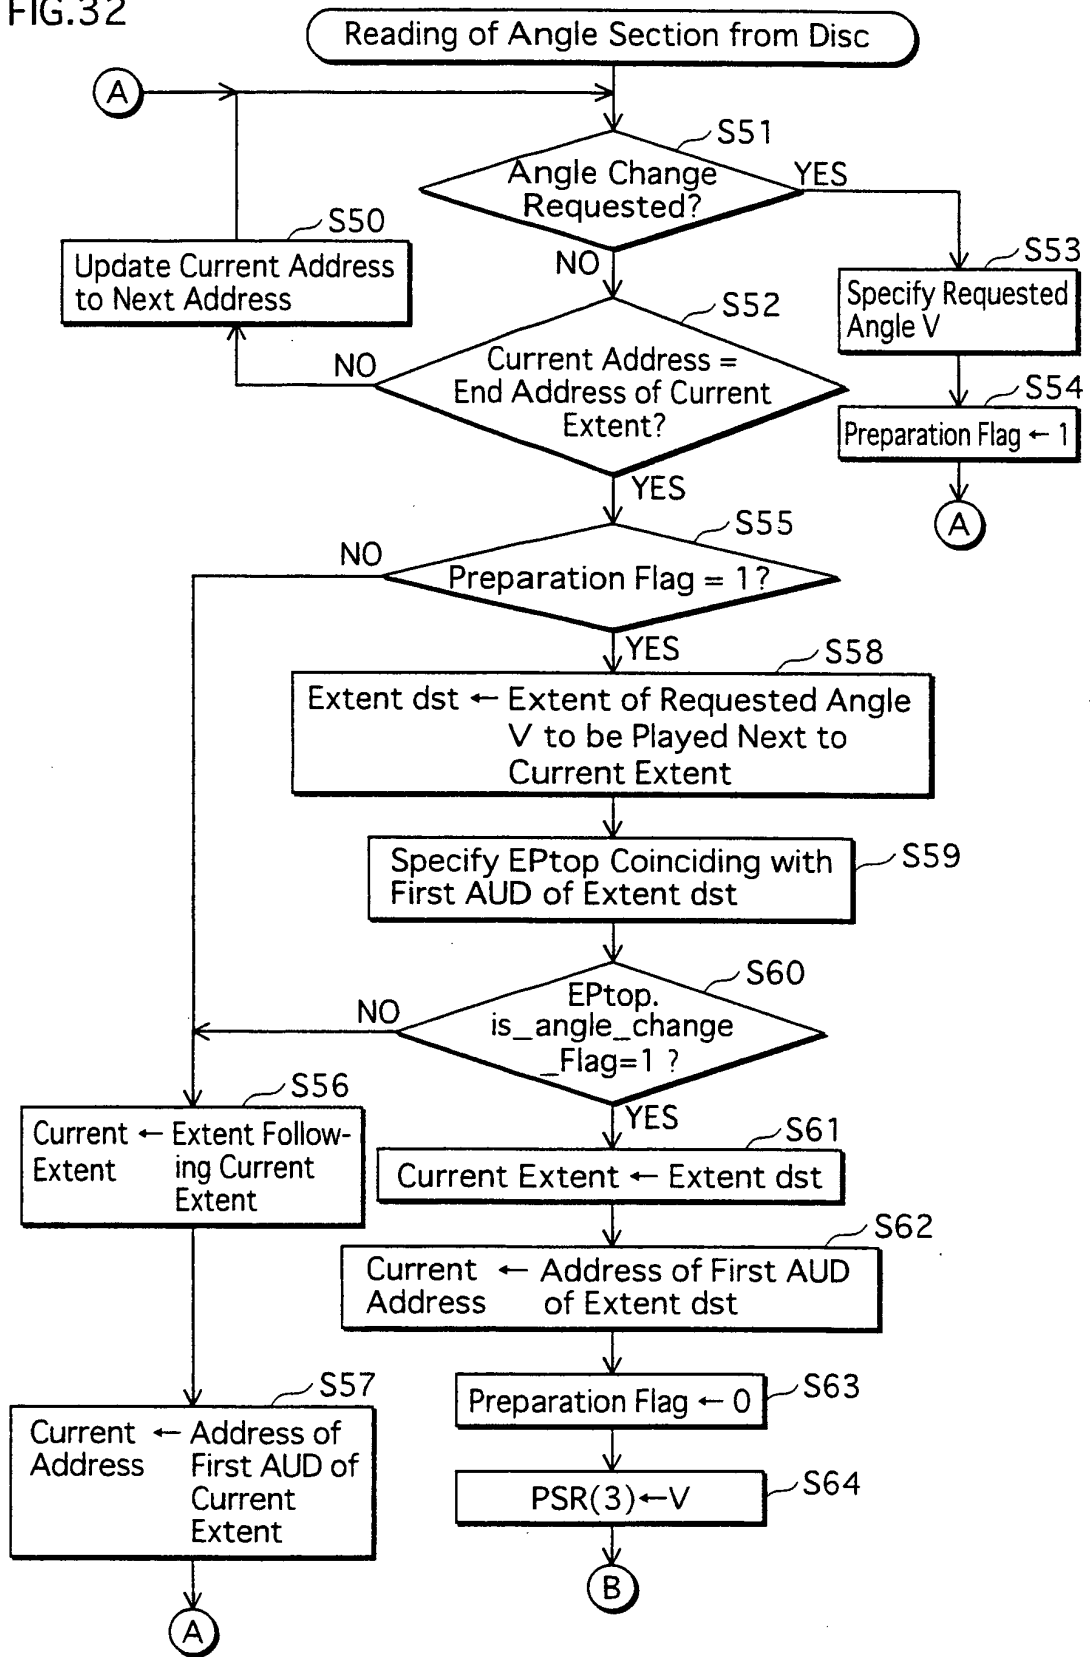 FIG.32
Reading of Angle Section from Disc
A
S51
Angle Change
Requested?
YES
NO
S50
Update Current Address
to Next Address
S53
Specify Requested
Angle V
S52
Current Address =
End Address of Current
Extent?
NO
YES
S54
Preparation Flag ← 1
A
S55
Preparation Flag = 1?
NO
YES
S58
Extent dst ← Extent of Requested Angle
V to be Played Next to
Current Extent
S59
Specify EPtop Coinciding with
First AUD of Extent dst
S60
EPtop.
is_angle_change
_Flag=1 ?
NO
YES
S56
Current ← Extent Follow-
Extent ing Current
Extent
S61
Current Extent ← Extent dst
S62
Current ← Address of First AUD
Address of Extent dst
S57
Current ← Address of
Address First AUD of
Current
Extent
A
S63
Preparation Flag ← 0
S64
PSR(3)←V
B